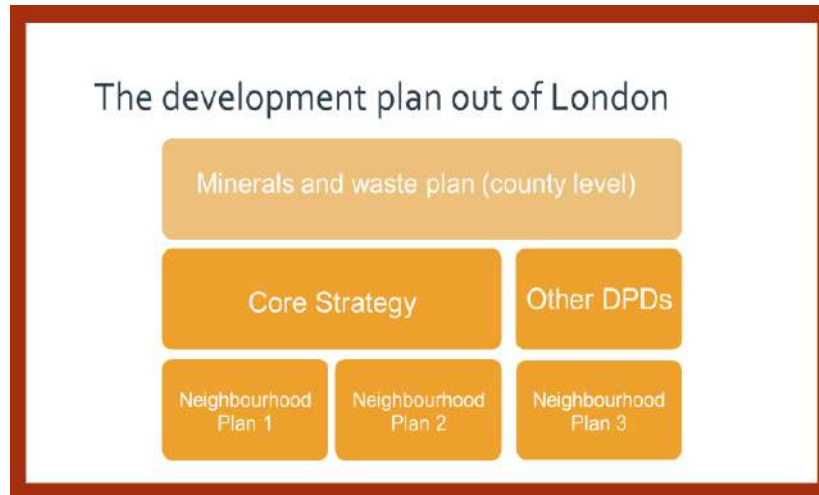 The development plan out of London
Minerals and waste plan (county level)
Core Strategy
Other DPDs
Neighbourhood
Plan 1
Neighbourhood
Plan 2
Neighbourhood
Plan 3